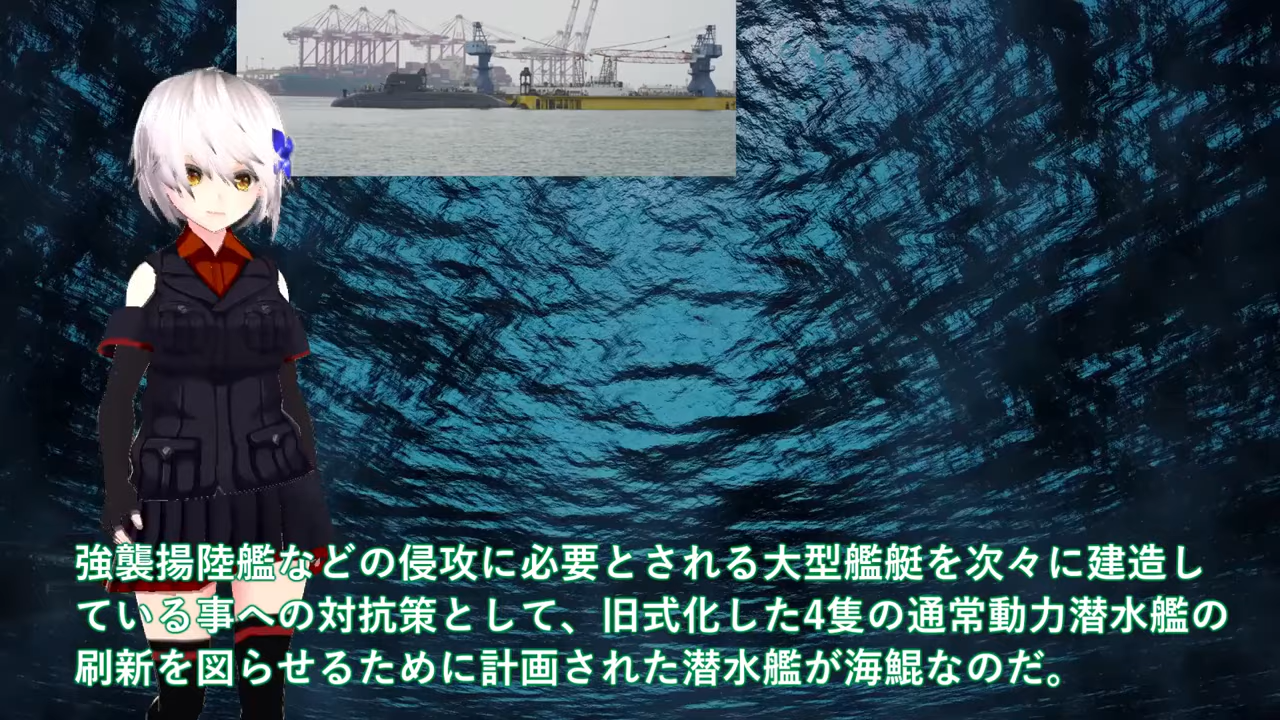 強襲揚陸艦などの侵攻に必要とされる大型艦艇を次々に建造し
ている事への対抗策として、旧式化した4隻の通常動力潜水艦の
刷新を図らせるために計画された潜水艦が海鯤なのだ。